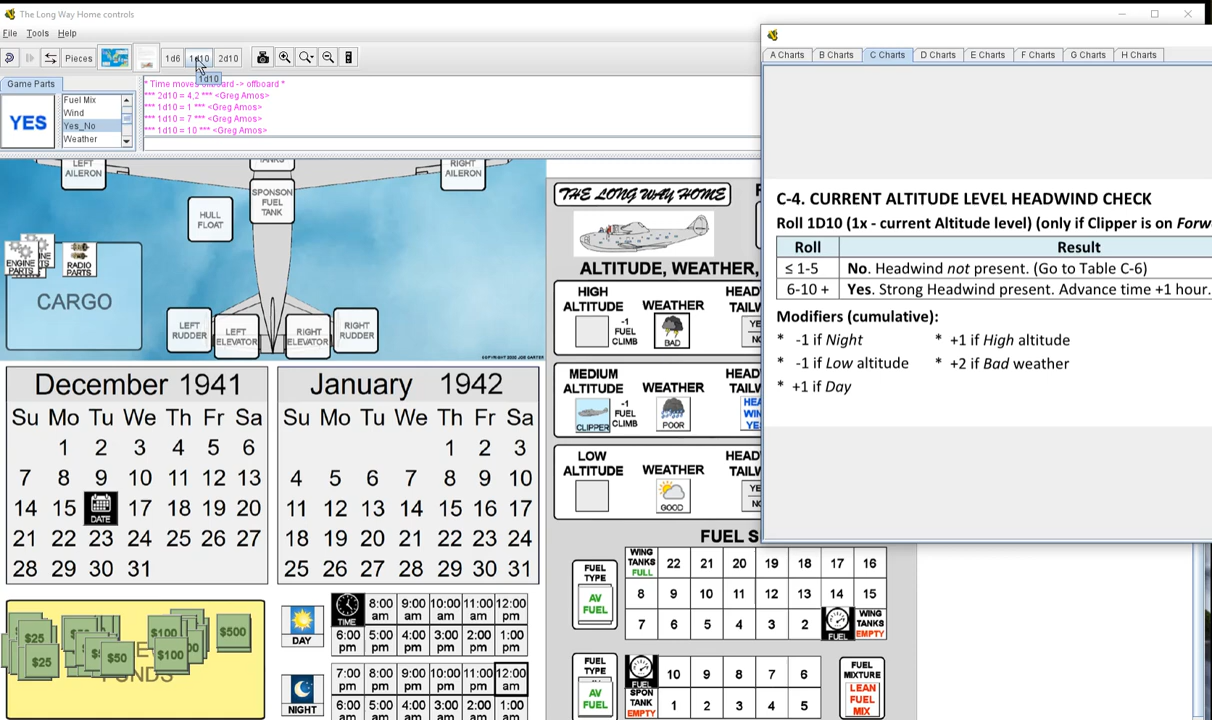 The Long Way Home controls
File Tools Help
Pieces 1d6 1d10 2d10
1d10
Game Parts
YES
Fuel Mix
Wind
Yes_No
Weather
*** 2d10 = 4,2 *** <Greg Amos>
*** 1d10 = 1 *** <Greg Amos>
*** 1d10 = 7 *** <Greg Amos>
*** 1d10 = 10 *** <Greg Amos>
A Charts B Charts C Charts D Charts E Charts F Charts G Charts H Charts
C-4. CURRENT ALTITUDE LEVEL HEADWIND CHECK
Roll 1D10 (1x - current Altitude level) (only if Clipper is on
Roll Result
≤ 1-5 No. Headwind not present. (Go to Table C-6)
6-10 + Yes. Strong Headwind present. Advance time +1 hour.
Modifiers (cumulative):
* -1 if Night * +1 if High altitude
* -1 if Low altitude * +2 if Bad weather
* +1 if Day
LEFT
AILERON
TANKS
RIGHT
AILERON
SPONSON
FUEL
TANK
HULL
FLOAT
ENGINE
PARTS
RADIO
PARTS
CARGO
LEFT
RUDDER
LEFT
ELEVATOR
RIGHT
ELEVATOR
RIGHT
RUDDER
COPYRIGHT 2020 JOE CARTER
THE LONG WAY HOME
ALTITUDE, WEATHER,
HIGH
ALTITUDE
-1
FUEL
CLIMB
WEATHER
BAD
MEDIUM
ALTITUDE
CLIPPER
-1
FUEL
CLIMB
WEATHER
POOR
LOW
ALTITUDE
WEATHER
GOOD
December 1941
Su Mo Tu We Th Fr Sa
1 2 3 4 5 6
7 8 9 10 11 12 13
14 15 DATE 17 18 19 20
21 22 23 24 25 26 27
28 29 30 31
January 1942
Su Mo Tu We Th Fr Sa
1 2 3
4 5 6 7 8 9 10
11 12 13 14 15 16 17
18 19 20 21 22 23 24
25 26 27 28 29 30 31
$25
$25
$50
$100
$100
$500
DAY
TIME 8:00 am 9:00 am 10:00 am 11:00 am 12:00 pm
6:00 pm 5:00 pm 4:00 pm 3:00 pm 2:00 pm 1:00 pm
NIGHT
7:00 pm 8:00 pm 9:00 pm 10:00 pm 11:00 pm 12:00 am
6:00 am 5:00 am 4:00 am 3:00 am 2:00 am 1:00 am
FUEL
FUEL
TYPE
AV
FUEL
WING TANKS FULL 22 21 20 19 18 17 16
8 9 10 11 12 13 14 15
7 6 5 4 3 2 FUEL WING TANKS EMPTY
FUEL
TYPE
AV
FUEL
FUEL 10 9 8 7 6
SPON TANK EMPTY 1 2 3 4 5
FUEL
MIXTURE
LEAN
FUEL
MIX